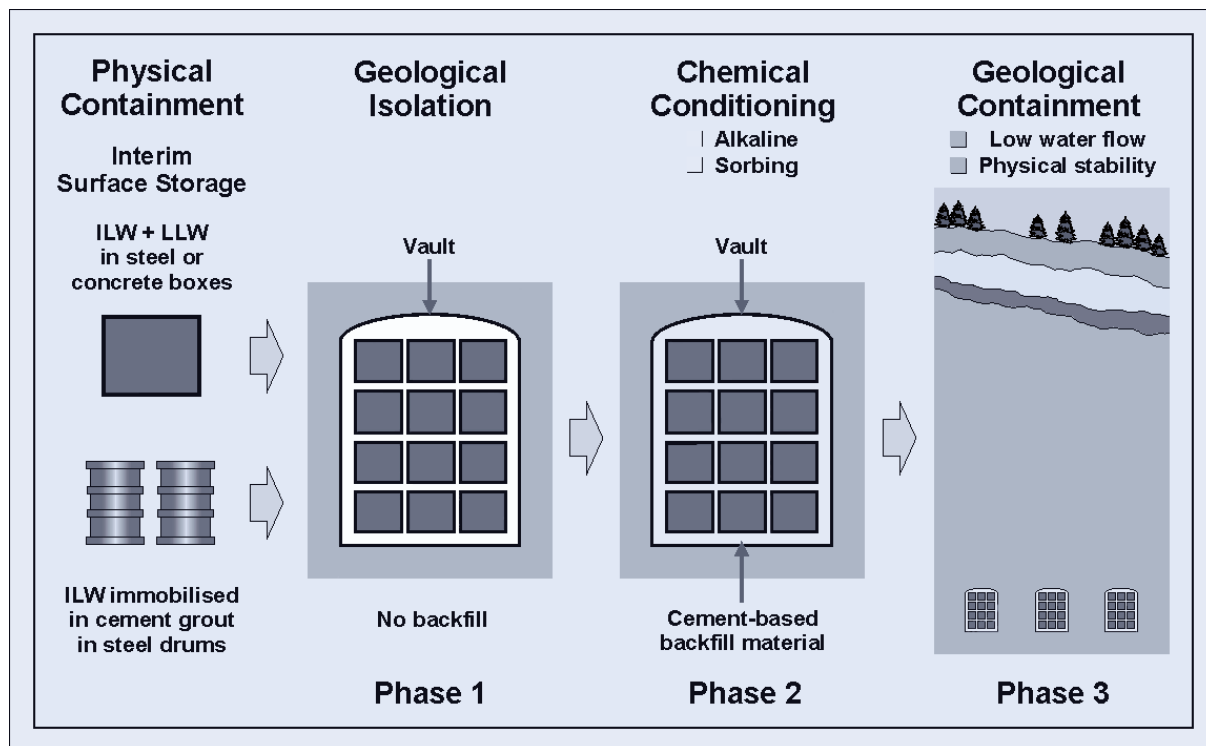 Physical
Containment
Interim
Surface Storage
ILW + LLW
in steel or
concrete boxes
ILW immobilised
in cement grout
in steel drums
Geological
Isolation
Vault
No backfill
Phase 1
Chemical
Conditioning
Alkaline
Sorbing
Vault
Cement-based
backfill material
Phase 2
Geological
Containment
Low water flow
Physical stability
Phase 3